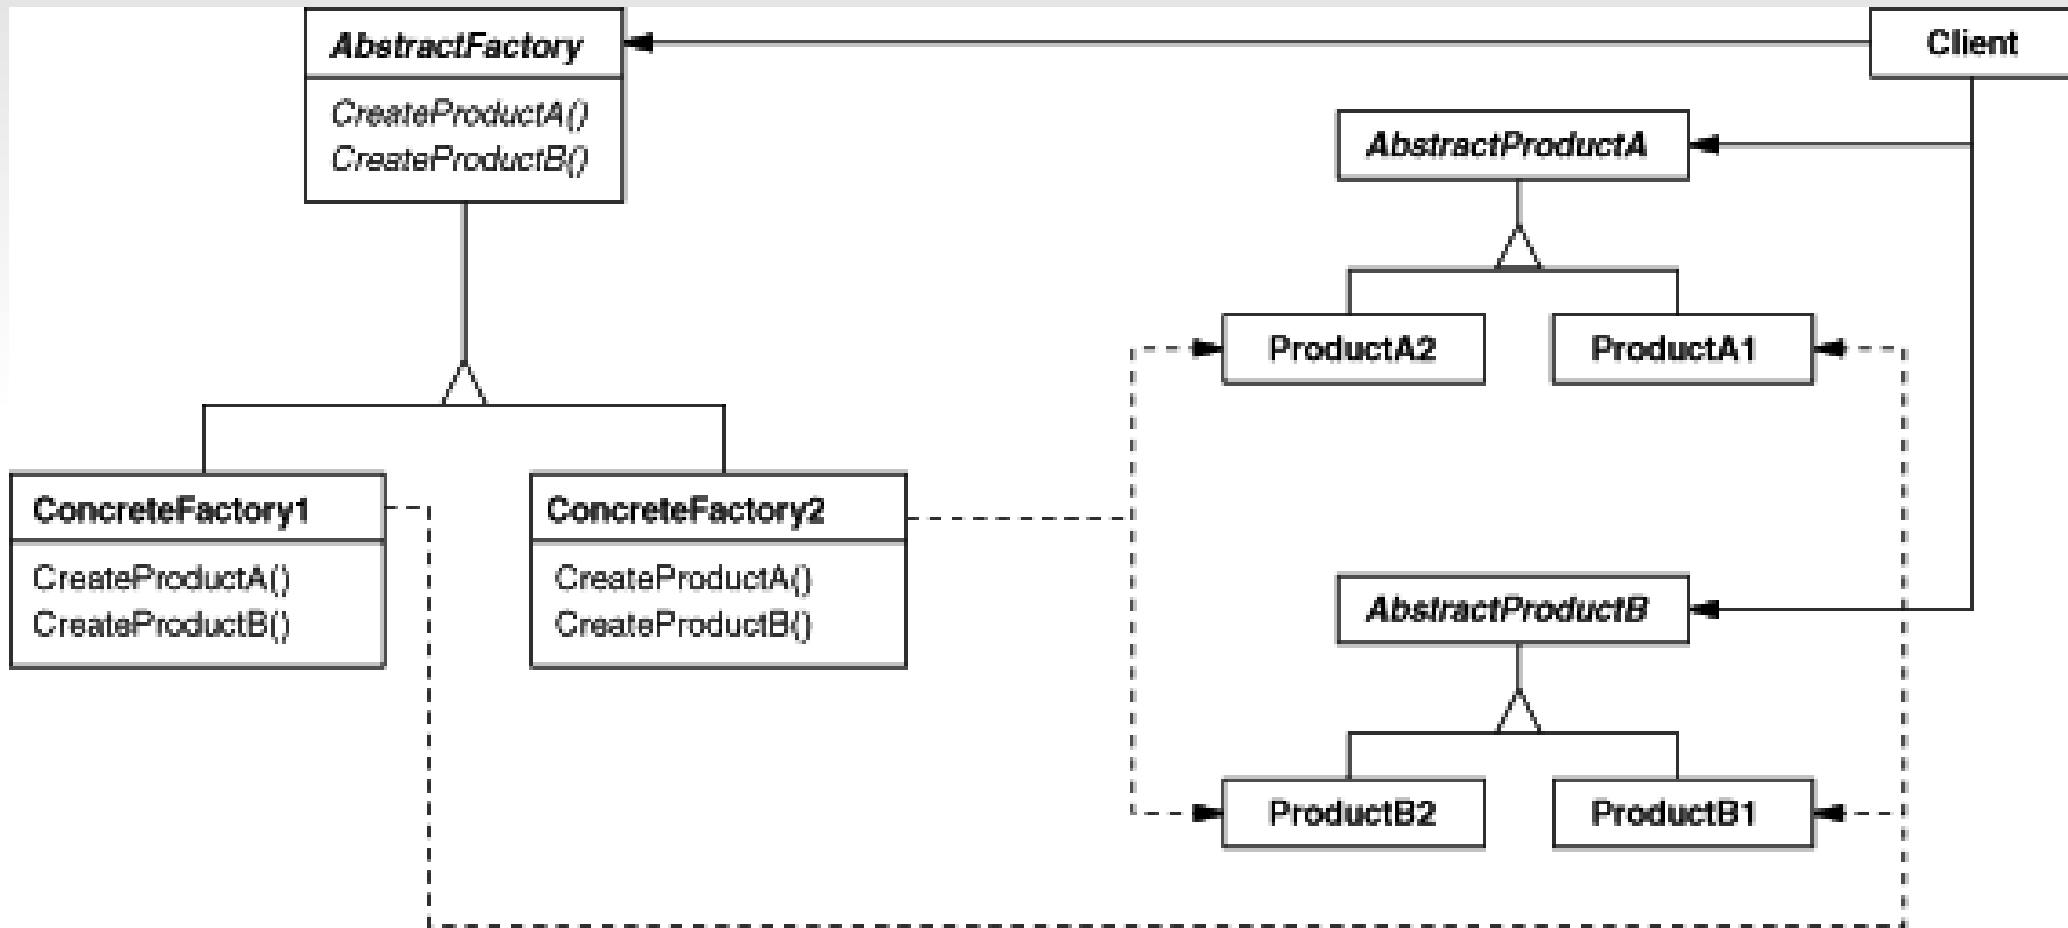 AbstractFactory
CreateProductA()
CreateProductB()
Client
AbstractProductA
ProductA2
ProductA1
ConcreteFactory1
CreateProductA()
CreateProductB()
ConcreteFactory2
CreateProductA()
CreateProductB()
AbstractProductB
ProductB2
ProductB1